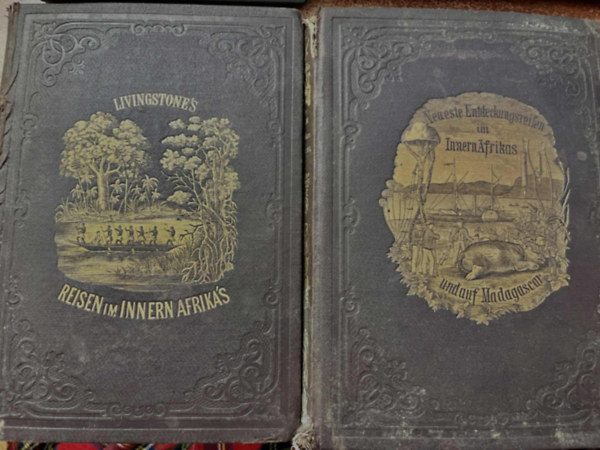 LIVINGSTONE'S
REISEN IM INNERN AFRIKA'S
Neueste Entdeckungsreisen
im
Innern Afrikas
und auf Madagascar